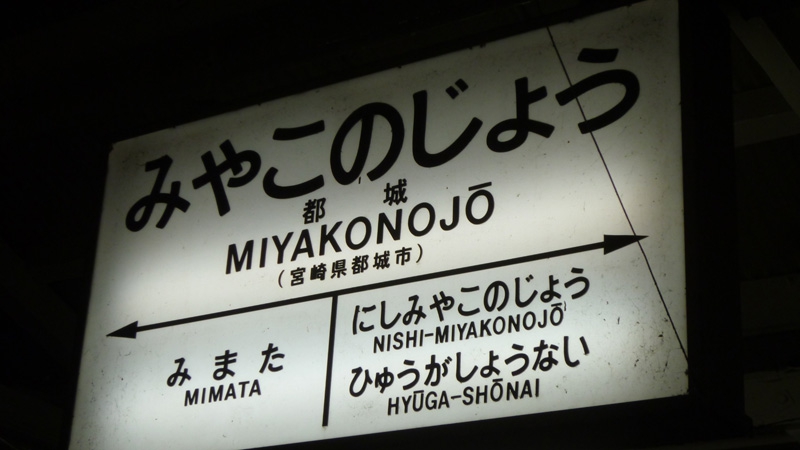 みやこのじょう
都城
MIYAKONOJŌ
(宮崎県都城市)
みまた
MIMATA
にしみやこのじょう
NISHI-MIYAKONOJŌ
ひゅうがしょうない
HYŪGA-SHŌNAI